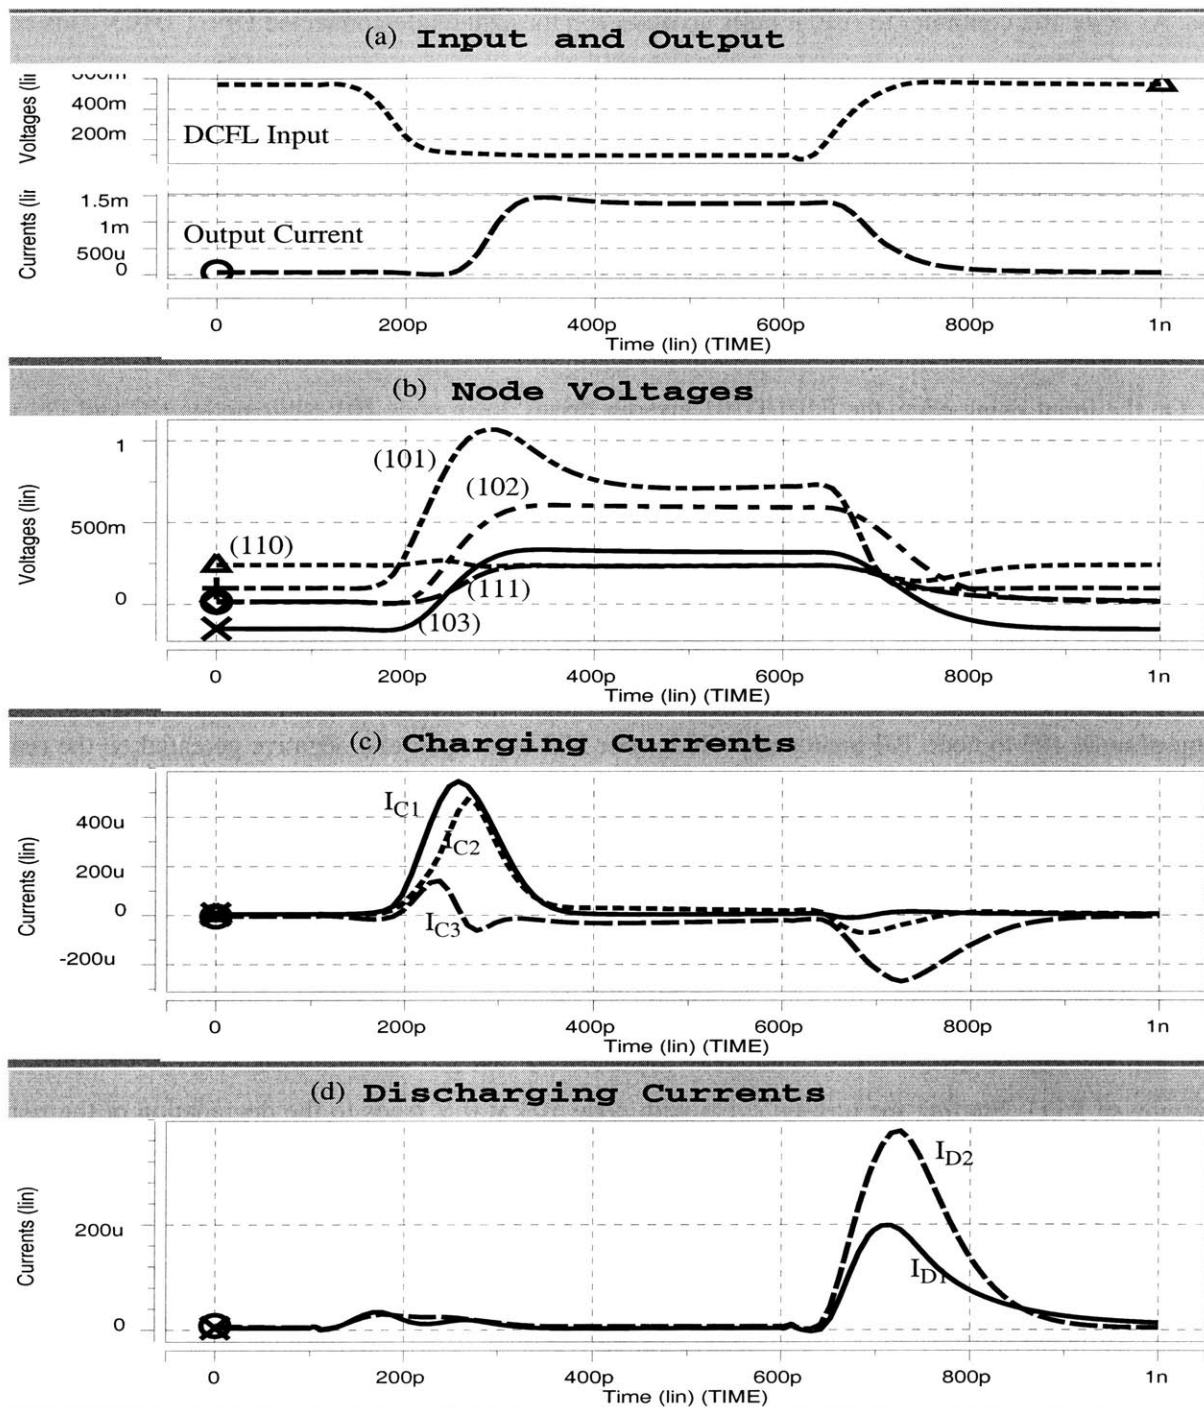 (a) Input and Output
Voltages (lin
400m
200m
DCFL Input
Currents (lin
1.5m
1m
500u
0
Output Current
0 200p 400p 600p 800p 1n
Time (lin) (TIME)
(b) Node Voltages
Voltages (lin)
1
500m
0
(101)
(102)
(110)
(111)
(103)
0 200p 400p 600p 800p 1n
Time (lin) (TIME)
(c) Charging Currents
Currents (lin)
400u
200u
0
-200u
IC1
IC2
IC3
0 200p 400p 600p 800p 1n
Time (lin) (TIME)
(d) Discharging Currents
Currents (lin)
200u
0
ID2
ID1
0 200p 400p 600p 800p 1n
Time (lin) (TIME)